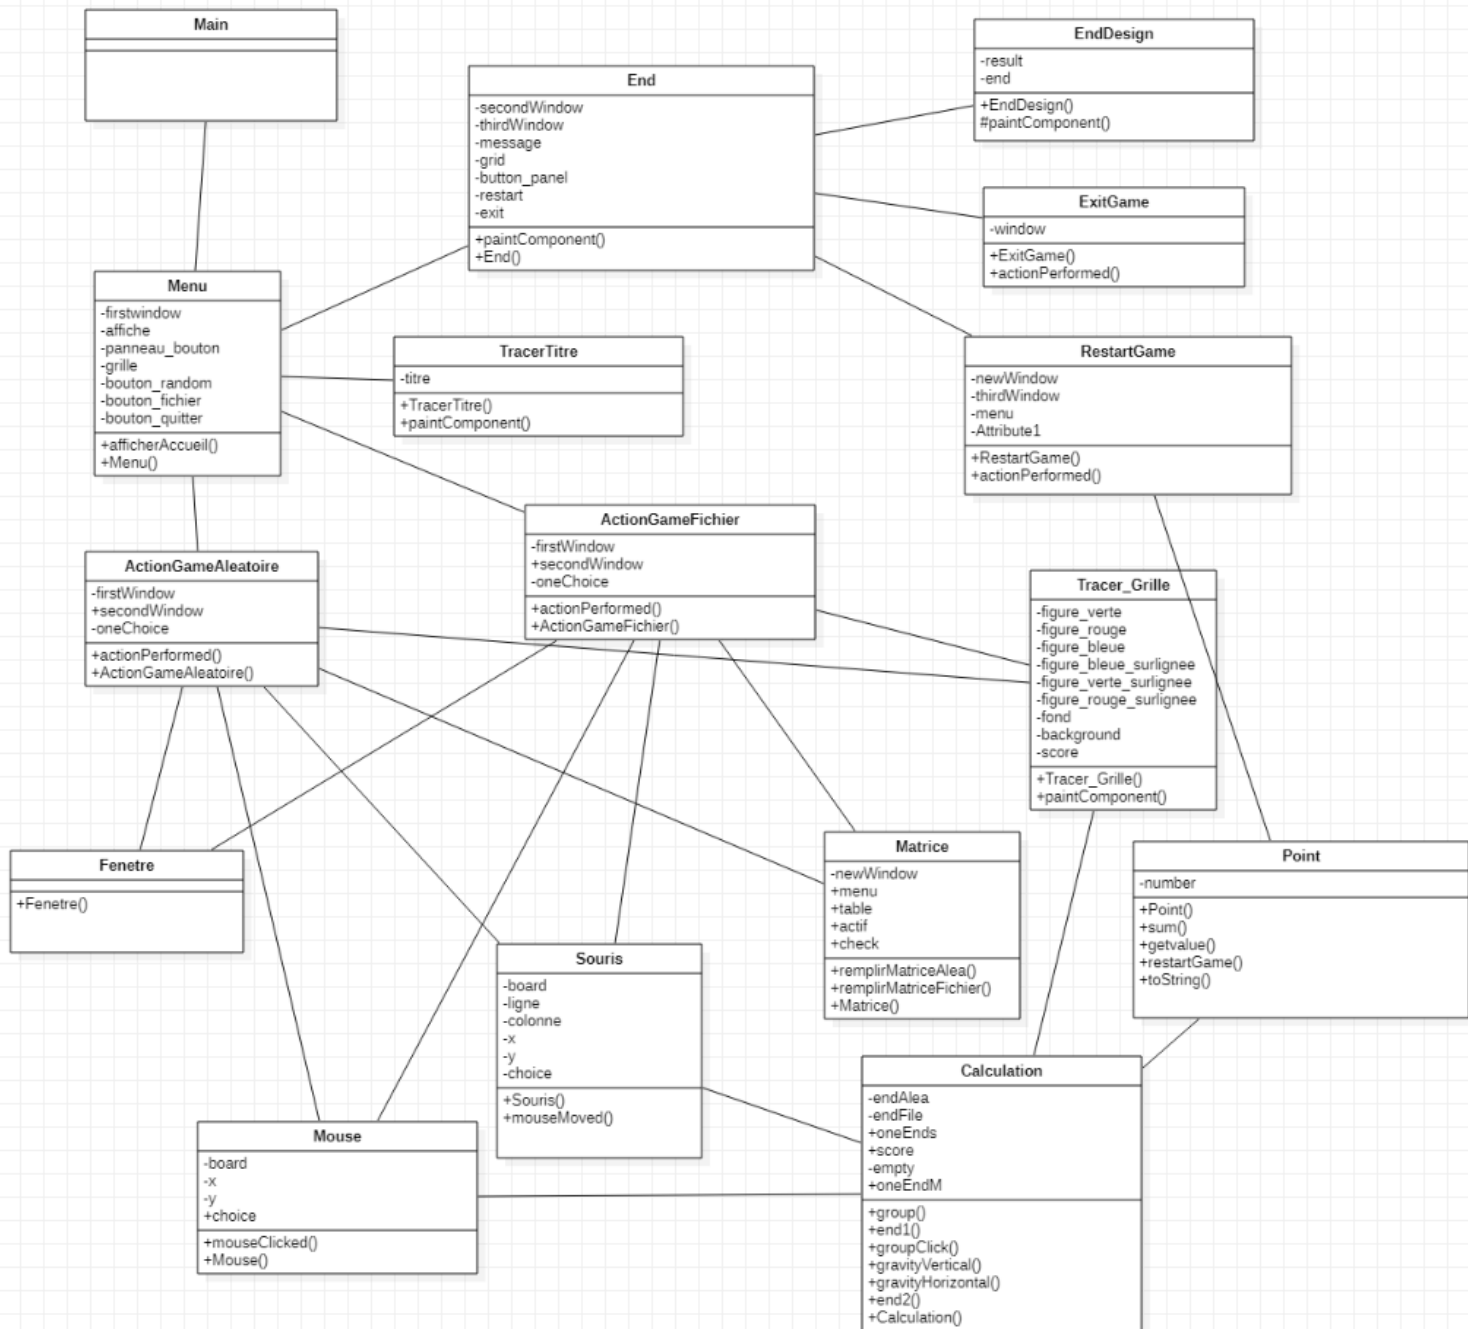 Main
EndDesign
-result
-end
+EndDesign()
#paintComponent()
End
-secondWindow
-thirdWindow
-message
-grid
-button_panel
-restart
-exit
+paintComponent()
+End()
ExitGame
-window
+ExitGame()
+actionPerformed()
Menu
-firstwindow
-affiche
-panneau_bouton
-grille
-bouton_random
-bouton_fichier
-bouton_quitter
+afficherAccueil()
+Menu()
TracerTitre
-titre
+TracerTitre()
+paintComponent()
RestartGame
-newWindow
-thirdWindow
-menu
-Attribute1
+RestartGame()
+actionPerformed()
ActionGameFichier
-firstWindow
+secondWindow
-oneChoice
+actionPerformed()
+ActionGameFichier()
ActionGameAleatoire
-firstWindow
+secondWindow
-oneChoice
+actionPerformed()
+ActionGameAleatoire()
Tracer_Grille
-figure_verte
-figure_rouge
-figure_bleue
-figure_bleue_surlignee
-figure_verte_surlignee
-figure_rouge_surlignee
-fond
-background
-score
+Tracer_Grille()
+paintComponent()
Fenetre
+Fenetre()
Matrice
-newWindow
+menu
+table
+actif
+check
+remplirMatriceAlea()
+remplirMatriceFichier()
+Matrice()
Point
-number
+Point()
+sum()
+getvalue()
+restartGame()
+toString()
Souris
-board
-ligne
-colonne
-x
-y
-choice
+Souris()
+mouseMoved()
Mouse
-board
-x
-y
+choice
+mouseClicked()
+Mouse()
Calculation
-endAlea
-endFile
+oneEnds
+score
-empty
+oneEndM
+group()
+end1()
+groupClick()
+gravityVertical()
+gravityHorizontal()
+end2()
+Calculation()